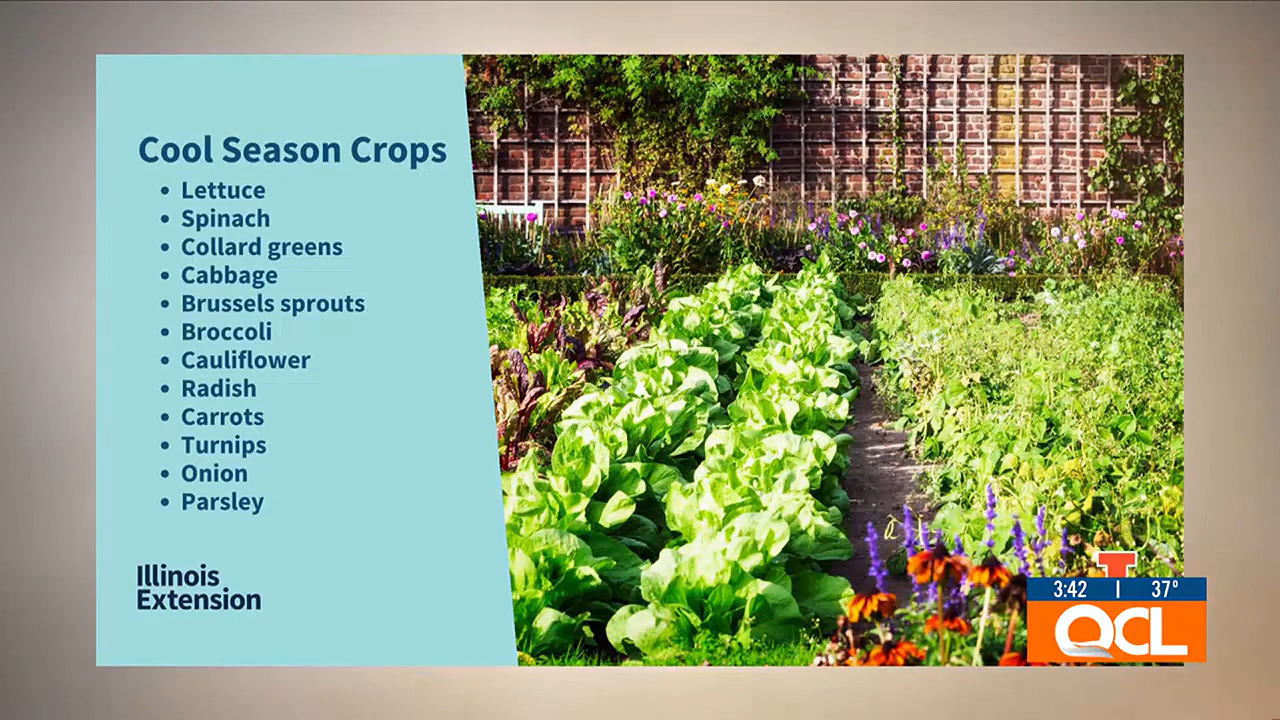 Cool Season Crops
• Lettuce
• Spinach
• Collard greens
• Cabbage
• Brussels sprouts
• Broccoli
• Cauliflower
• Radish
• Carrots
• Turnips
• Onion
• Parsley
Illinois
Extension
I
3:42 | 37°
QCL